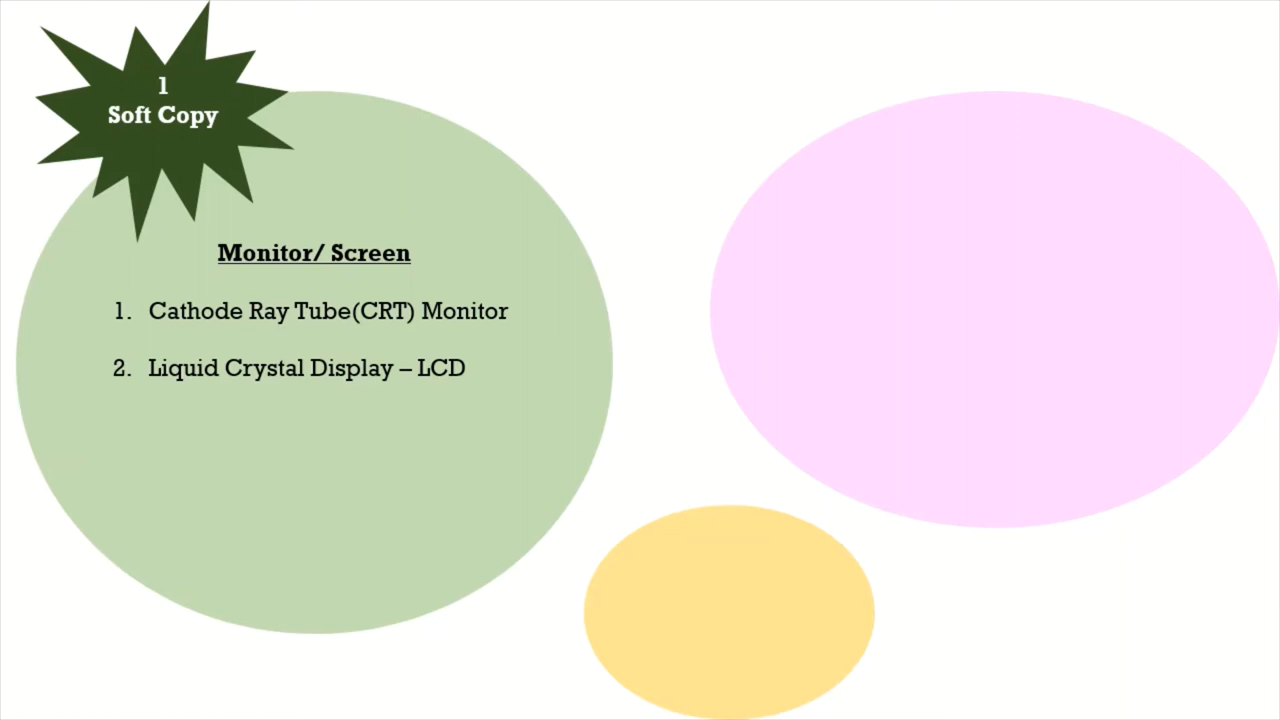 1
Soft Copy
Monitor/ Screen
1. Cathode Ray Tube(CRT) Monitor
2. Liquid Crystal Display – LCD